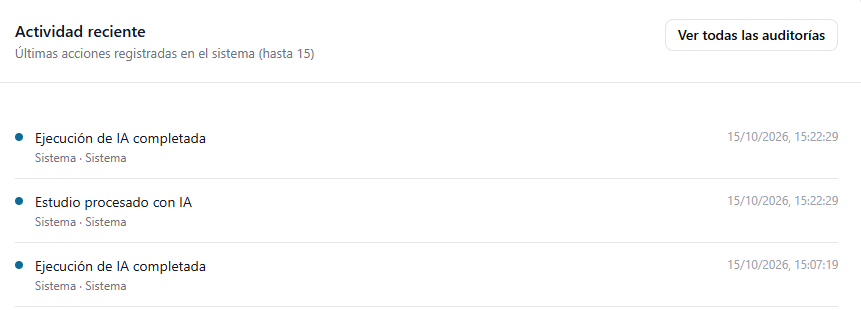 Actividad reciente
Ver todas las auditorías
Últimas acciones registradas en el sistema (hasta 15)
Ejecución de IA completada
15/10/2026, 15:22:29
Sistema · Sistema
Estudio procesado con IA
15/10/2026, 15:22:29
Sistema · Sistema
Ejecución de IA completada
15/10/2026, 15:07:19
Sistema · Sistema